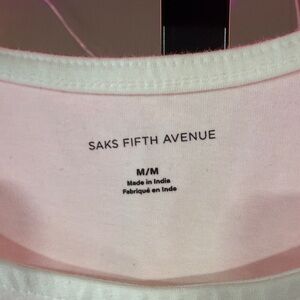 SAKS FIFTH AVENUE
M/M
Made in India
Fabriqué en Inde